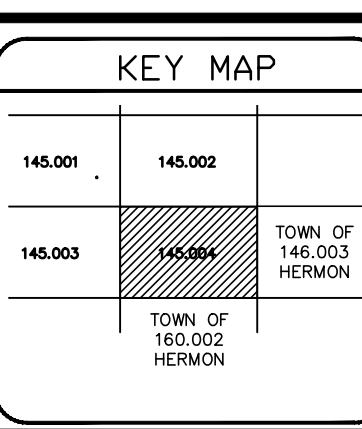 KEY MAP
145.001
145.002
145.003
145.004
TOWN OF
146.003
HERMON
TOWN OF
160.002
HERMON